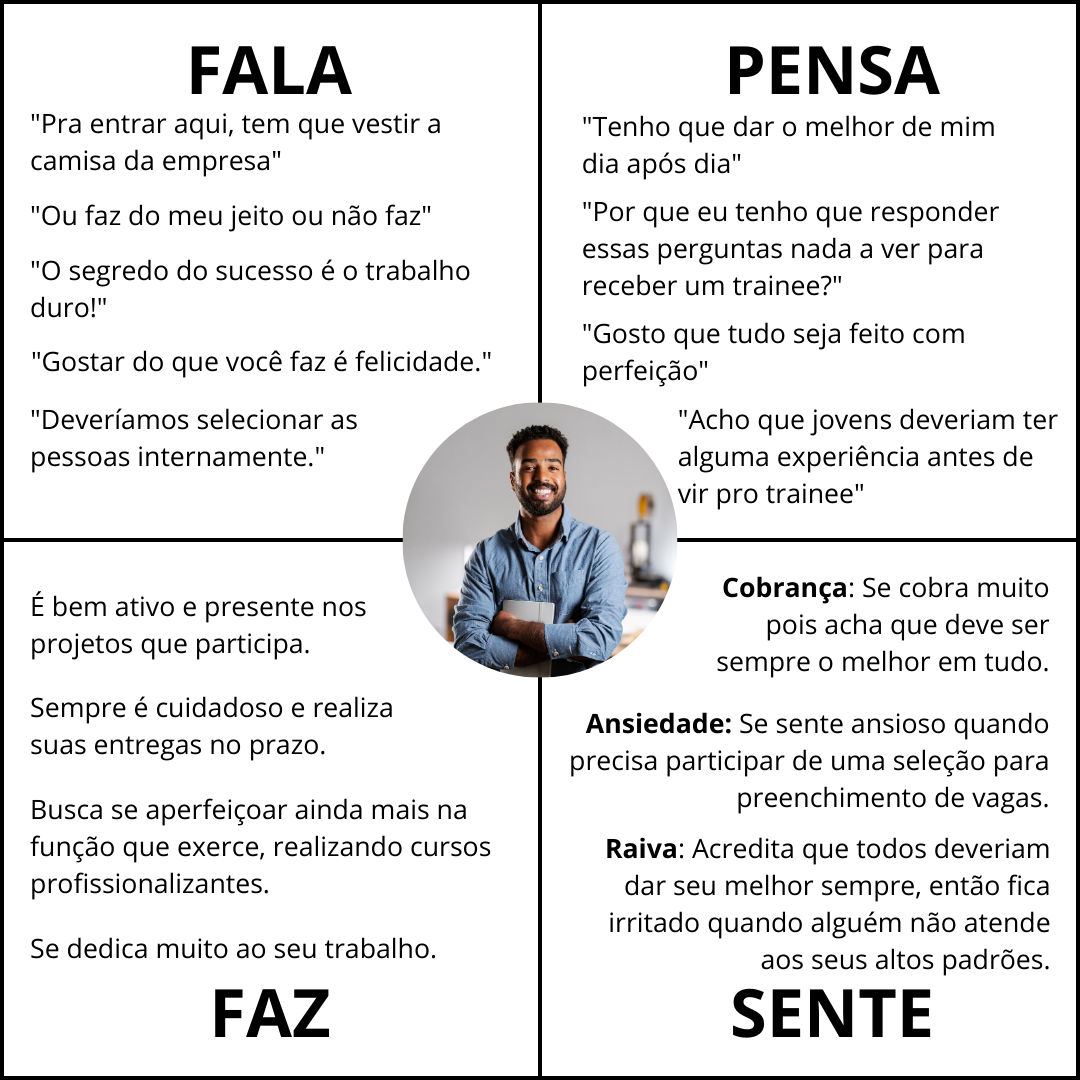 FALA
"Pra entrar aqui, tem que vestir a
camisa da empresa"
"Ou faz do meu jeito ou não faz"
"O segredo do sucesso é o trabalho
duro!"
"Gostar do que você faz é felicidade."
"Deveríamos selecionar as
pessoas internamente."
PENSA
"Tenho que dar o melhor de mim
dia após dia"
"Por que eu tenho que responder
essas perguntas nada a ver para
receber um trainee?"
"Gosto que tudo seja feito com
perfeição"
"Acho que jovens deveriam ter
alguma experiência antes de
vir pro trainee"
É bem ativo e presente nos
projetos que participa.
Sempre é cuidadoso e realiza
suas entregas no prazo.
Busca se aperfeiçoar ainda mais na
função que exerce, realizando cursos
profissionalizantes.
Se dedica muito ao seu trabalho.
FAZ
Cobrança: Se cobra muito
pois acha que deve ser
sempre o melhor em tudo.
Ansiedade: Se sente ansioso quando
precisa participar de uma seleção para
preenchimento de vagas.
Raiva: Acredita que todos deveriam
dar seu melhor sempre, então fica
irritado quando alguém não atende
aos seus altos padrões.
SENTE